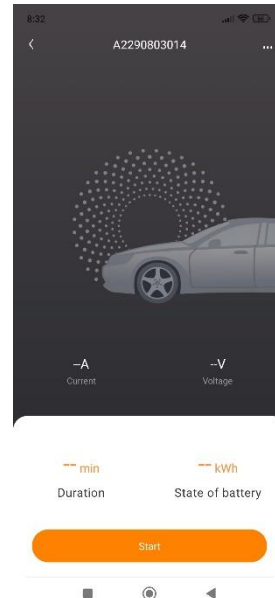 8:32
A2290803014
...
--A
--V
Current
Voltage
-- min
-- kWh
Duration
State of battery
Start